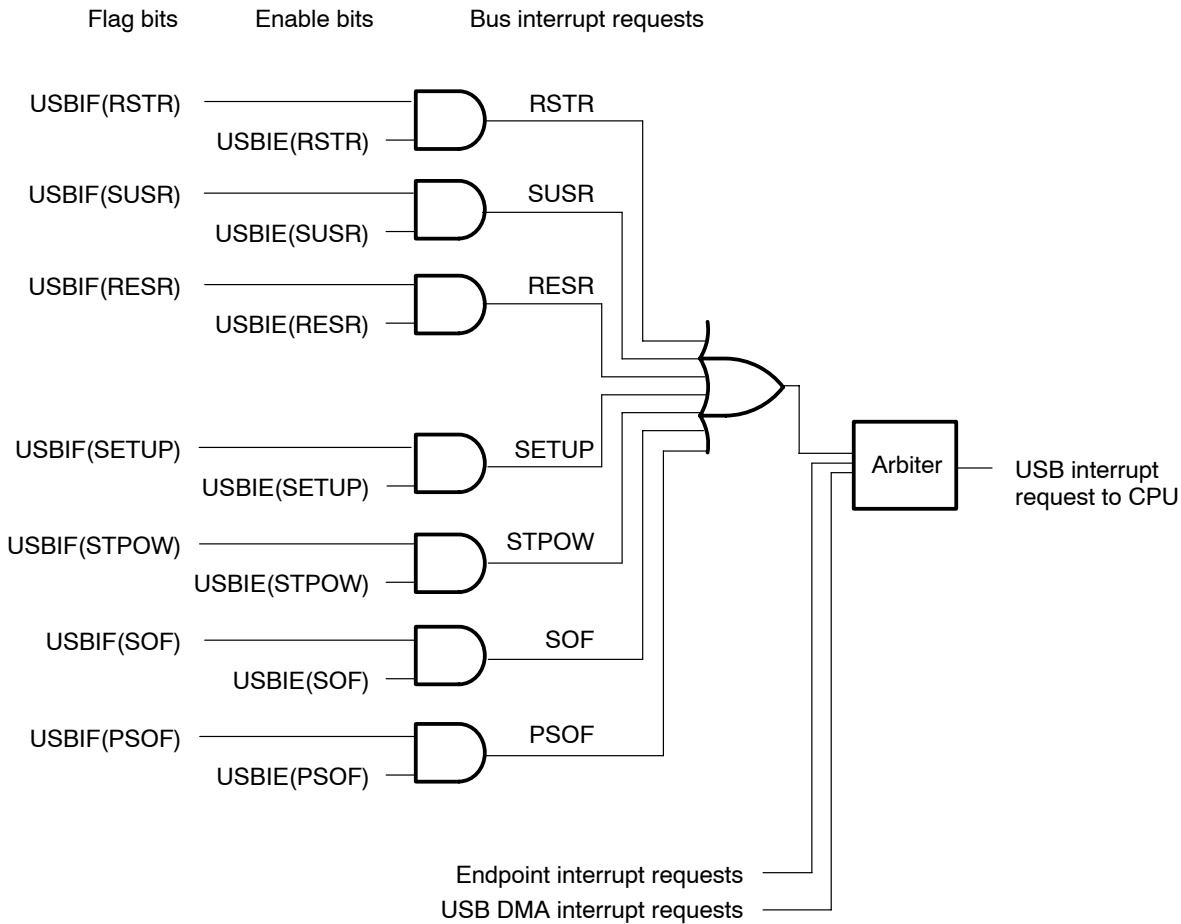 Flag bits
Enable bits
Bus interrupt requests
USBIF(RSTR)
RSTR
USBIE(RSTR)
USBIF(SUSR)
SUSR
USBIE(SUSR)
USBIF(RESR)
RESR
USBIE(RESR)
USBIF(SETUP)
SETUP
USBIE(SETUP)
Arbiter
USB interrupt
request to CPU
USBIF(STPOW)
STPOW
USBIE(STPOW)
USBIF(SOF)
SOF
USBIE(SOF)
USBIF(PSOF)
PSOF
USBIE(PSOF)
Endpoint interrupt requests
USB DMA interrupt requests